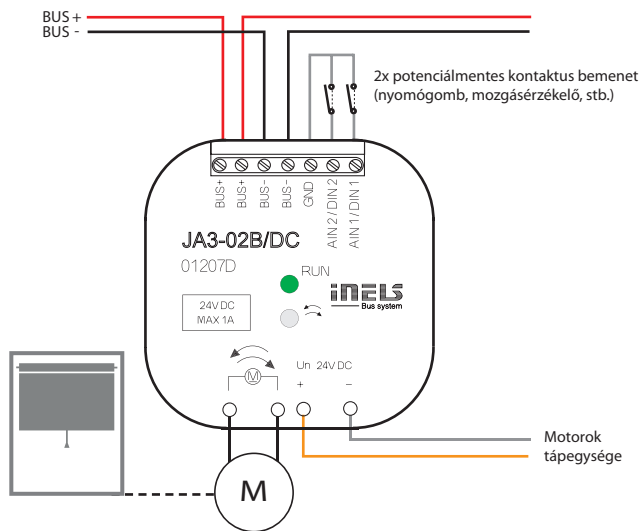 BUS +
BUS -
2x potenciálmentes kontaktus bemenet
(nyomógomb, mozgásérzékelő, stb.)
BUS+
BUS+
BUS-
BUS-
GND
AIN 2 / DIN 2
AIN 1 / DIN 1
JA3-02B/DC
01207D
RUN
iNELS
Bus system
24V DC
MAX 1A
M
Un 24V DC
+ −
Motorok
tápegysége
M